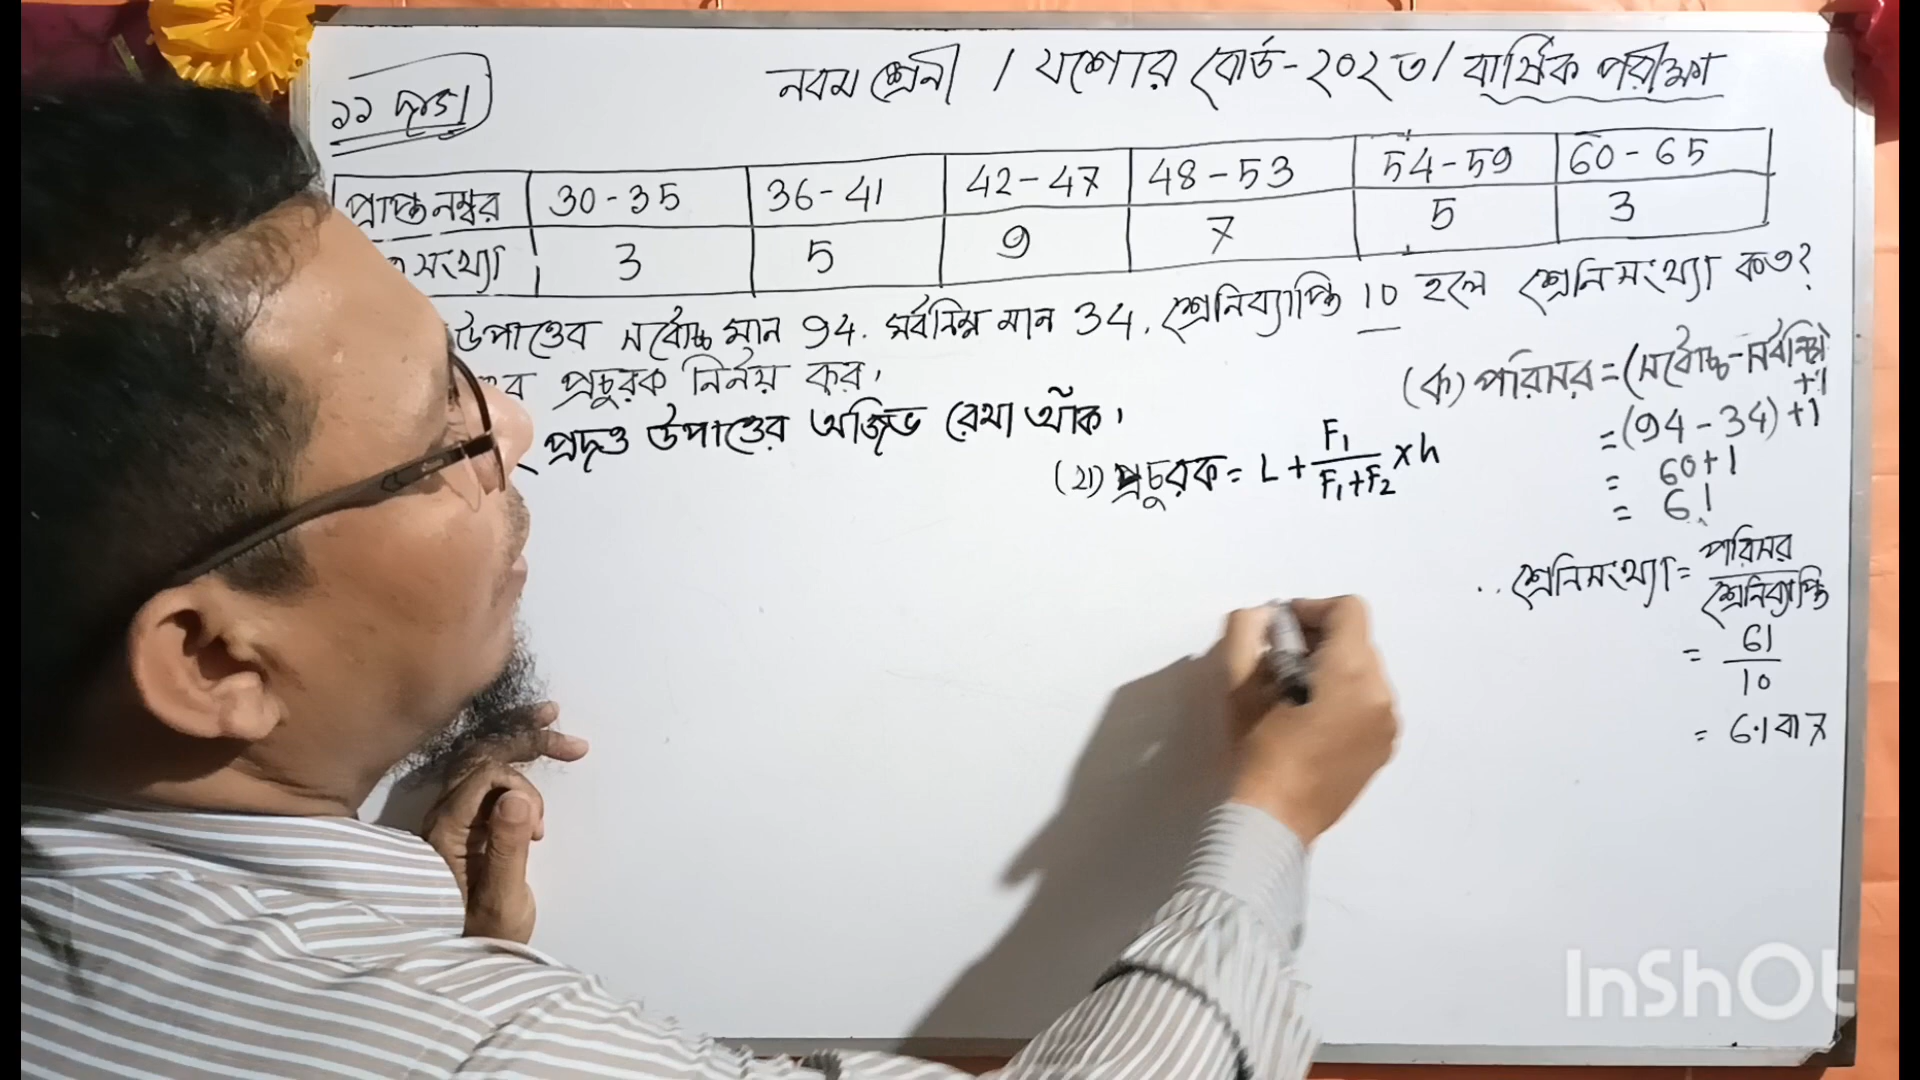 ১১ দাগ।
নবম শ্রেনী / যশোর বোর্ড-২০২৩/ বার্ষিক পরীক্ষা
প্রাপ্তনম্বর 30-35 36-41 42-47 48-53 54-59 60-65
সংখ্যা 3 5 9 7 5 3
উপাত্তের সর্বোচ্চ মান 94. সর্বনিম্ন মান 34. শ্রেনিব্যাপ্তি 10 হলে শ্রেনিসংখ্যা কত?
প্রচুরক নির্নয় কর।
প্রদত্ত উপাত্তের অজিভ রেখা আঁক।
(ক) পরিসর = (সর্বোচ্চ-সর্বনিম্ন)
+1
= (94-34)+1
= 60+1
= 61
∴ শ্রেনিসংখ্যা = পরিসর
শ্রেনিব্যাপ্তি
= 61
10
= 6.1 বা 7
(খ) প্রচুরক = L + F₁/F₁+F₂ × h
InShOt